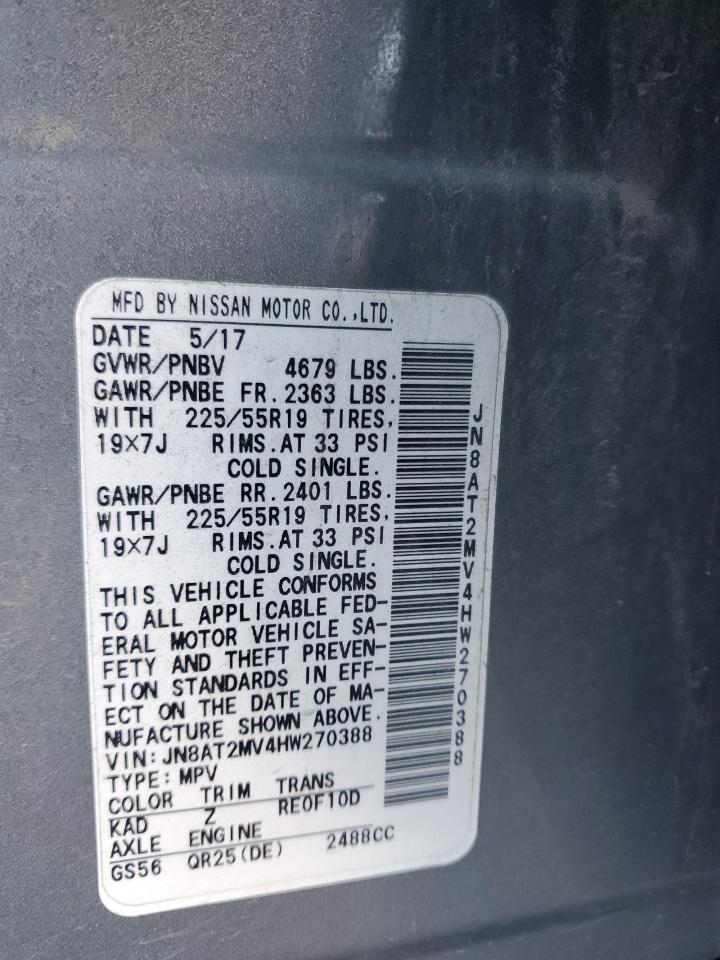 MFD BY NISSAN MOTOR CO.,LTD.
DATE 5/17
GVWR/PNBV 4679 LBS.
GAWR/PNBE FR. 2363 LBS.
WITH 225/55R19 TIRES,
19×7J RIMS.AT 33 PSI
COLD SINGLE.
GAWR/PNBE RR. 2401 LBS.
WITH 225/55R19 TIRES,
19×7J RIMS.AT 33 PSI
COLD SINGLE.
THIS VEHICLE CONFORMS
TO ALL APPLICABLE FED-
ERAL MOTOR VEHICLE SA-
FETY AND THEFT PREVEN-
TION STANDARDS IN EFF-
ECT ON THE DATE OF MA-
NUFACTURE SHOWN ABOVE.
VIN: JN8AT2MV4HW270388
TYPE: MPV
COLOR TRIM TRANS
KAD Z RE0F10D
AXLE ENGINE
GS56 QR25(DE) 2488CC
JN8AT2MV4HW270388